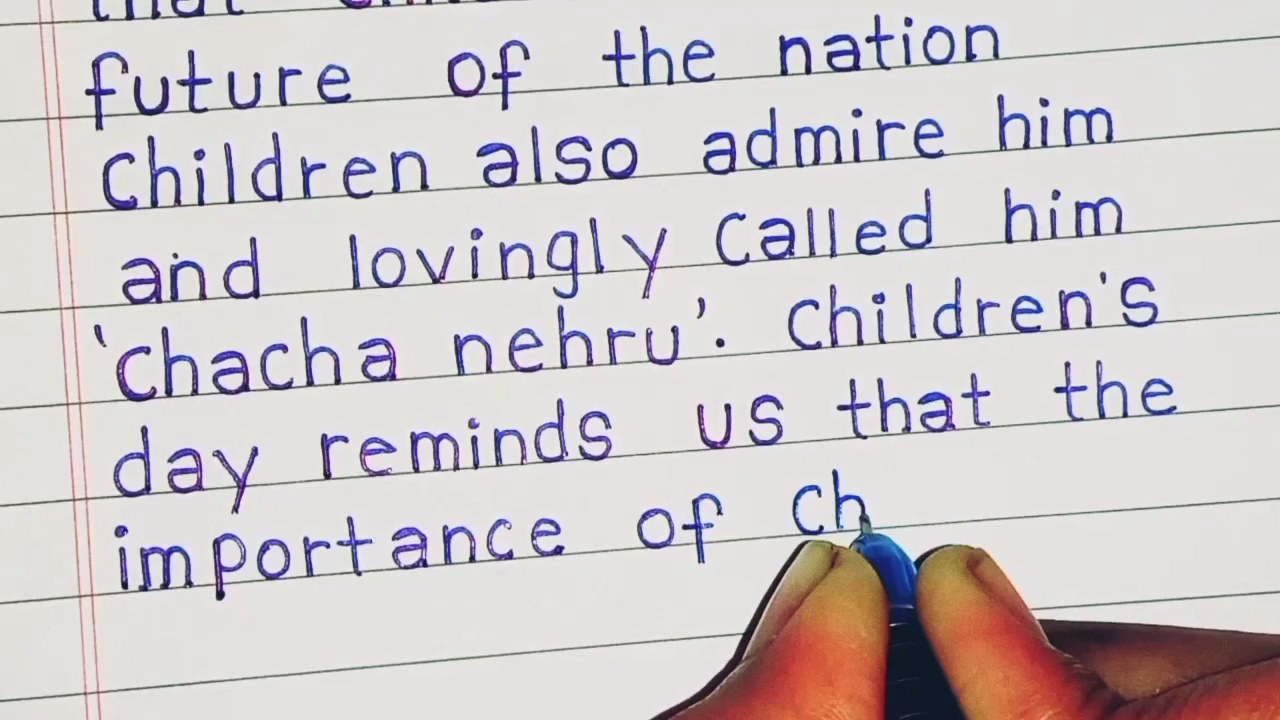 that
future of the nation
Children also admire him
and lovingly called him
'chacha nehru'. Children's
day reminds us that the
importance of ch